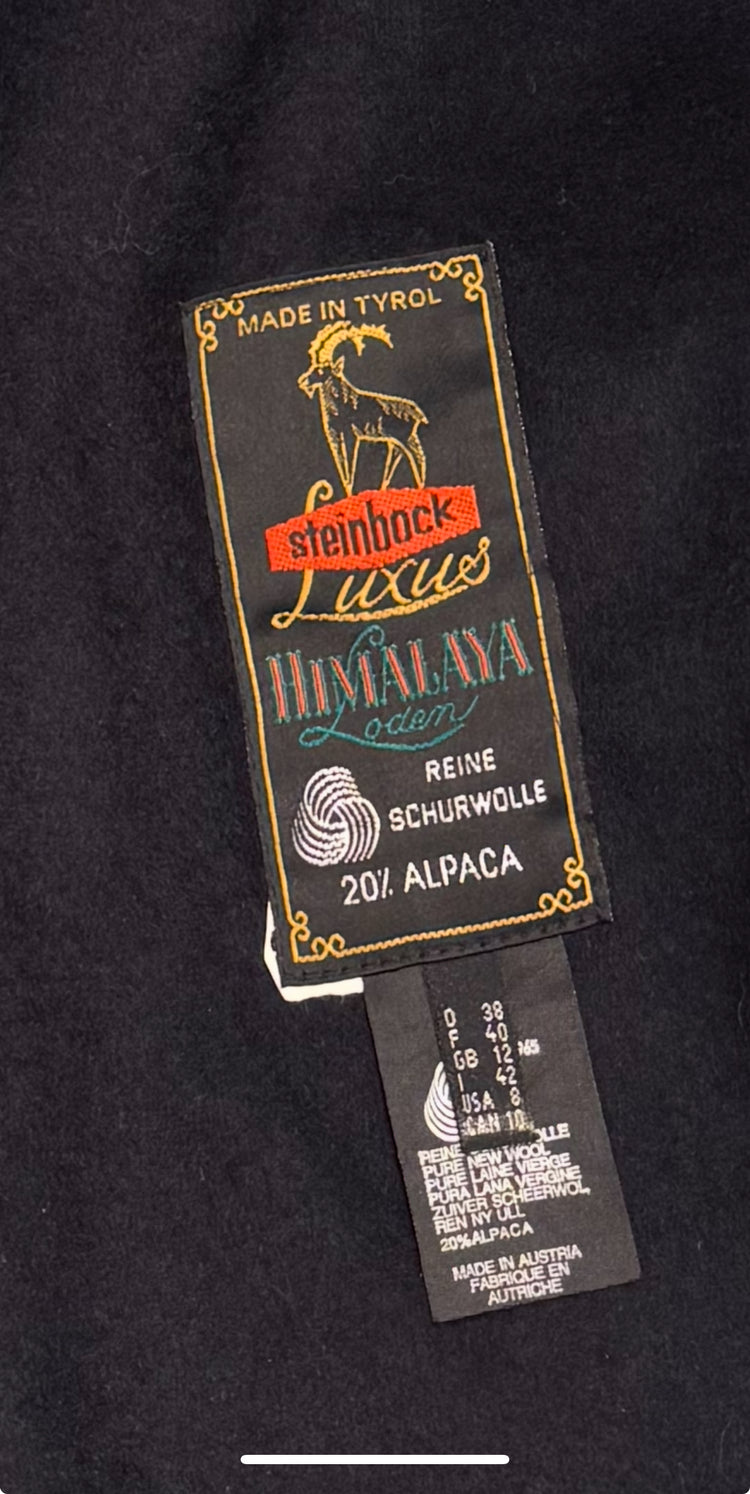 MADE IN TYROL
steinbock
Luxus
HIMALAYA
Loden
REINE
SCHURWOLLE
20% ALPACA
D 38
F 40
GB 12
I 42
USA 8
CAN 10
REINE
PURE NEW WOOL
PURE LAINE VIERGE
PURA LANA VERGINE
ZUIVER SCHEERWOL
REN NY ULL
20% ALPACA
MADE IN AUSTRIA
FABRIQUE EN
AUTRICHE